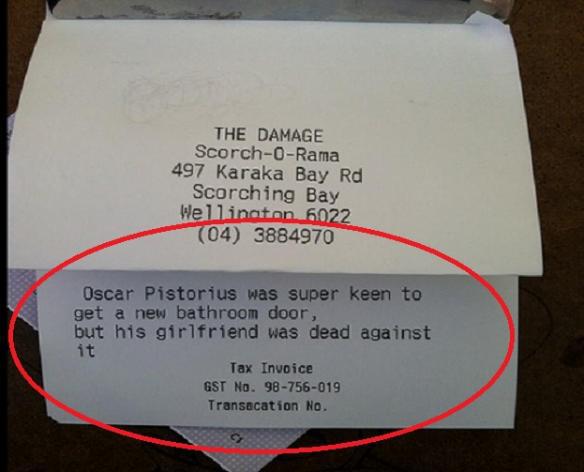 THE DAMAGE
Scorch-O-Rama
497 Karaka Bay Rd
Scorching Bay
Wellington 6022
(04) 3884970
Oscar Pistorius was super keen to
get a new bathroom door,
but his girlfriend was dead against
it
Tax Invoice
GST No. 98-756-019
Transacation No.